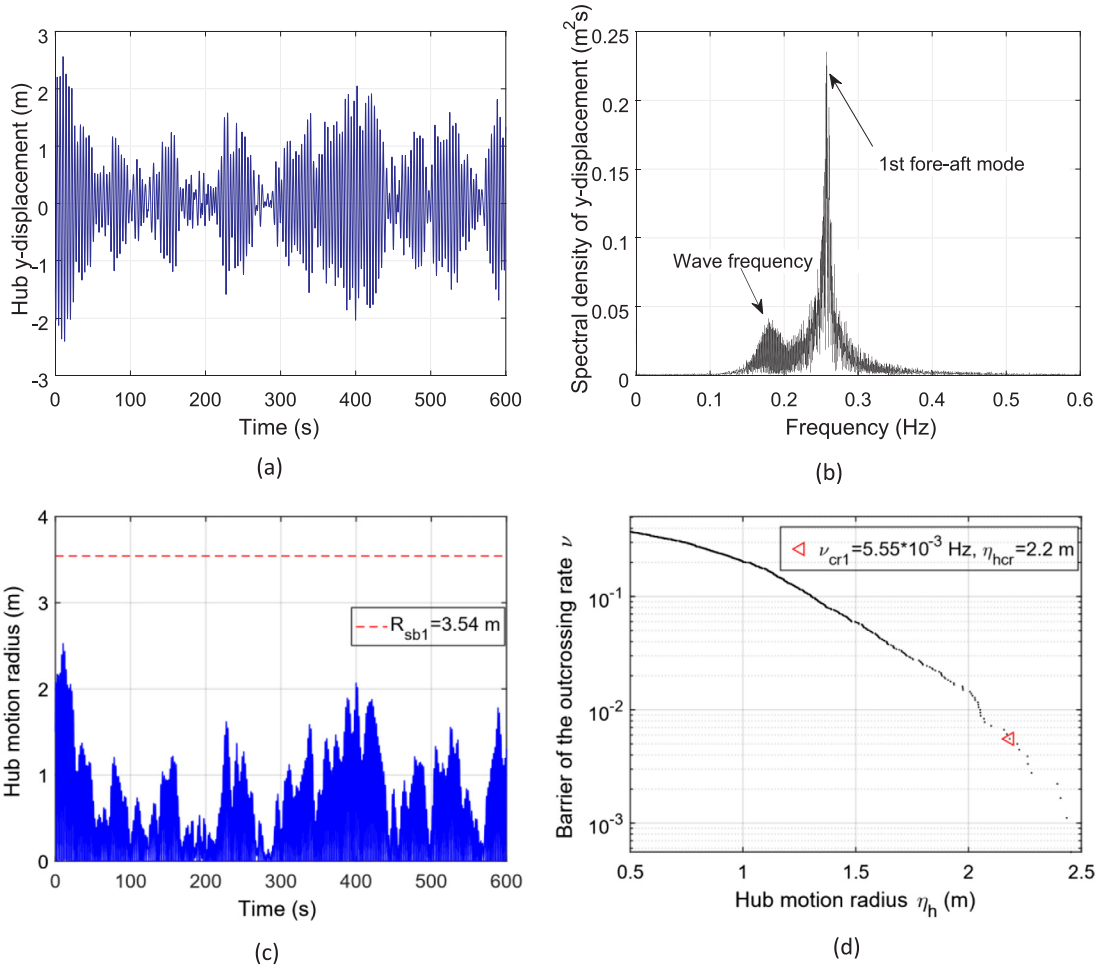 Hub y-displacement (m)
3
2
1
0
-1
-2
-3
0 100 200 300 400 500 600
Time (s)
(a)
Spectral density of y-displacement (m²s)
0.25
0.2
0.15
0.1
0.05
0
1st fore-aft mode
Wave frequency
0 0.1 0.2 0.3 0.4 0.5 0.6
Frequency (Hz)
(b)
Hub motion radius (m)
4
3
2
1
0
R_sb1=3.54 m
0 100 200 300 400 500 600
Time (s)
(c)
Barrier of the outcrossing rate ν
10⁻¹
10⁻²
10⁻³
ν_cr1=5.55*10⁻³ Hz, η_hcr=2.2 m
0.5 1 1.5 2 2.5
Hub motion radius η_h (m)
(d)